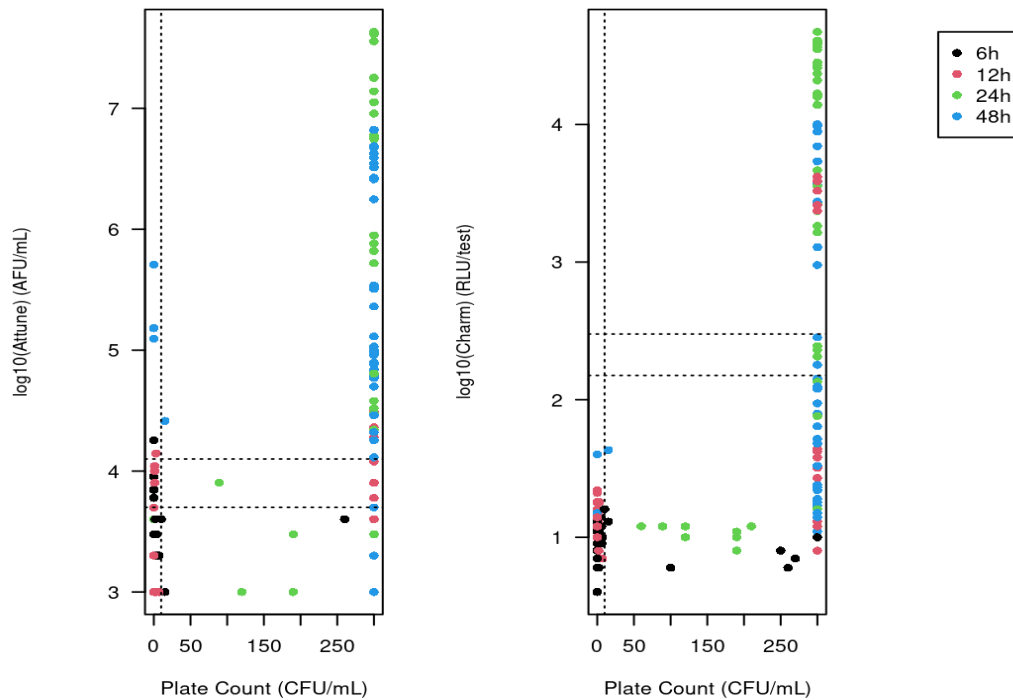 log10(Attune) (AFU/mL)
7
6
5
4
3
0
50
150
250
Plate Count (CFU/mL)
log10(Charm) (RLU/test)
4
3
2
1
0
50
150
250
Plate Count (CFU/mL)
6h
12h
24h
48h